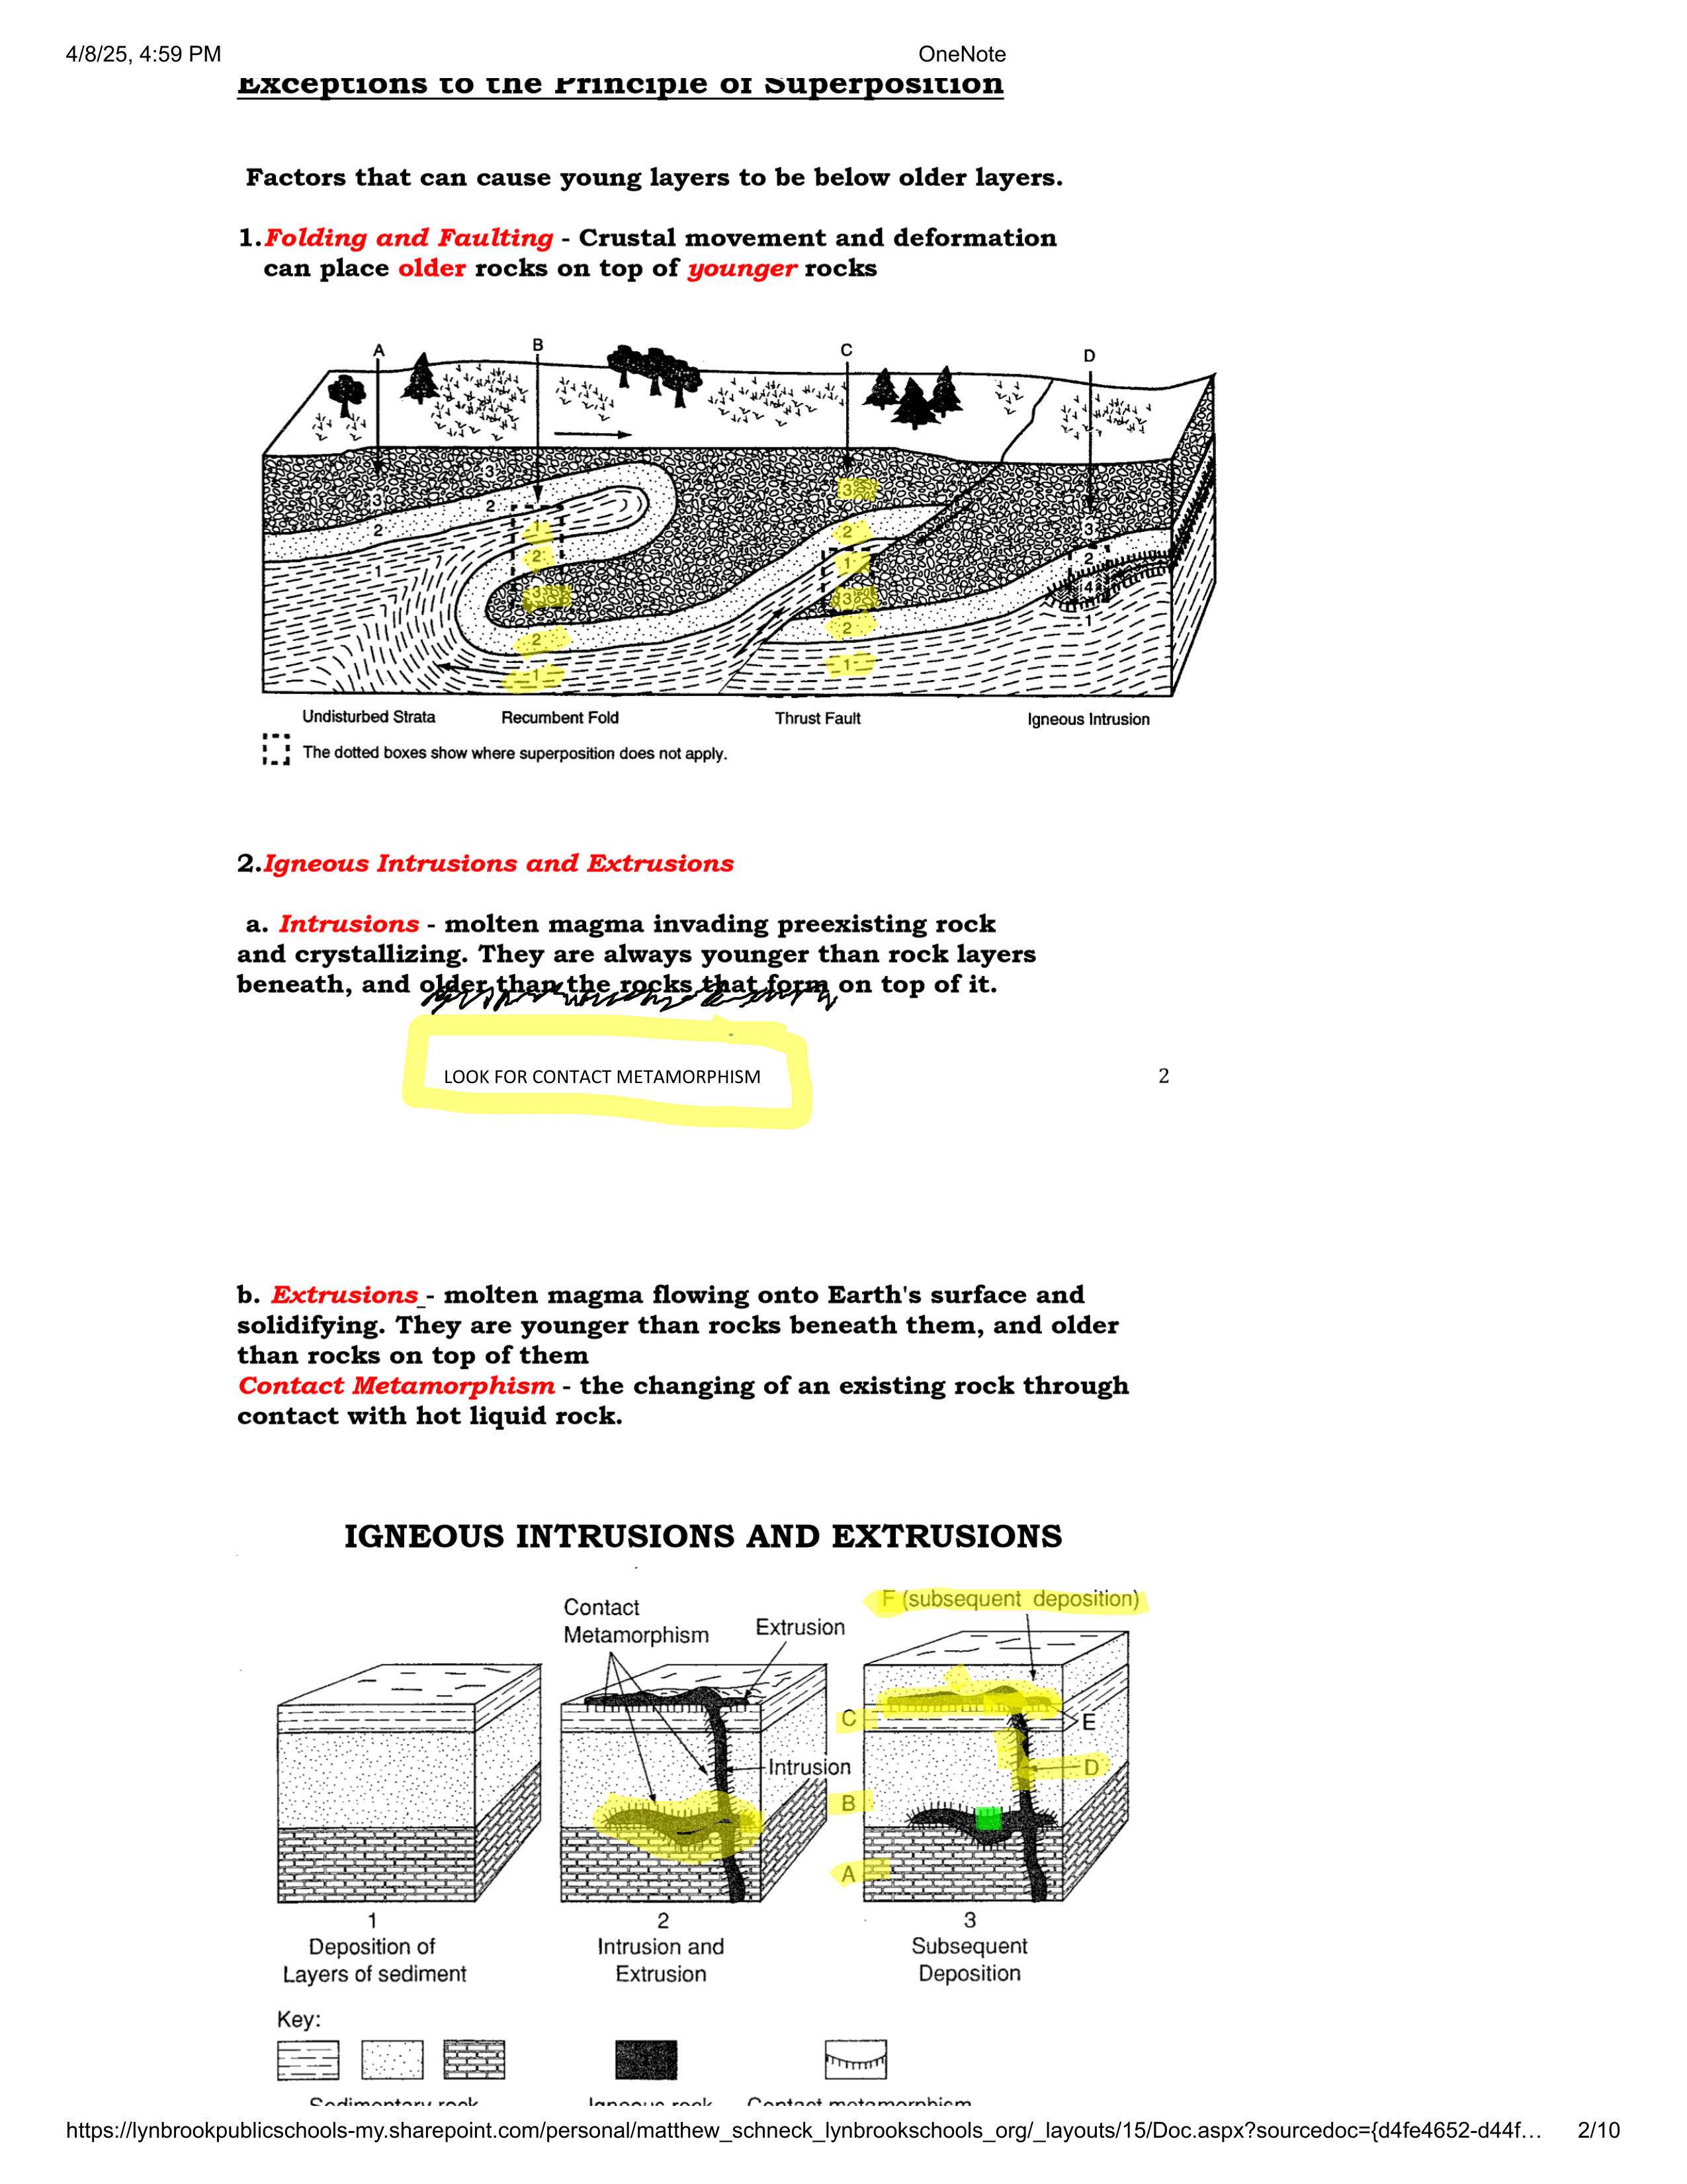 4/8/25, 4:59 PM OneNote
Exceptions to the Principle of Superposition
Factors that can cause young layers to be below older layers.
1.Folding and Faulting - Crustal movement and deformation
can place older rocks on top of younger rocks
A B C D
3 3 3 3
2 2 2 2
1 1 1 1
2 3 4
3 2
2 1
1
Undisturbed Strata Recumbent Fold Thrust Fault Igneous Intrusion
The dotted boxes show where superposition does not apply.
2.Igneous Intrusions and Extrusions
a. Intrusions - molten magma invading preexisting rock
and crystallizing. They are always younger than rock layers
beneath, and older than the rocks that form on top of it.
LOOK FOR CONTACT METAMORPHISM
2
b. Extrusions - molten magma flowing onto Earth's surface and
solidifying. They are younger than rocks beneath them, and older
than rocks on top of them
Contact Metamorphism - the changing of an existing rock through
contact with hot liquid rock.
IGNEOUS INTRUSIONS AND EXTRUSIONS
Contact
Metamorphism
Extrusion
F (subsequent deposition)
C
E
Intrusion
D
B
A
1 2 3
Deposition of Intrusion and Subsequent
Layers of sediment Extrusion Deposition
Key:
Sedimentary rock Igneous rock Contact metamorphism
https://lynbrookpublicschools-my.sharepoint.com/personal/matthew_schneck_lynbrookschools_org/_layouts/15/Doc.aspx?sourcedoc={d4fe4652-d44f… 2/10